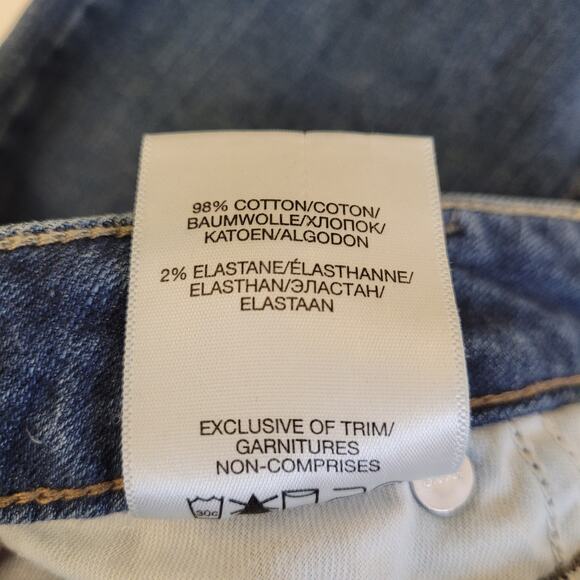 98% COTTON/COTON/
BAUMWOLLE/ХЛОПОК/
KATOEN/ALGODON
2% ELASTANE/ÉLASTHANNE/
ELASTHAN/ЭЛАСТАН/
ELASTAAN
EXCLUSIVE OF TRIM/
GARNITURES
NON-COMPRISES
30c